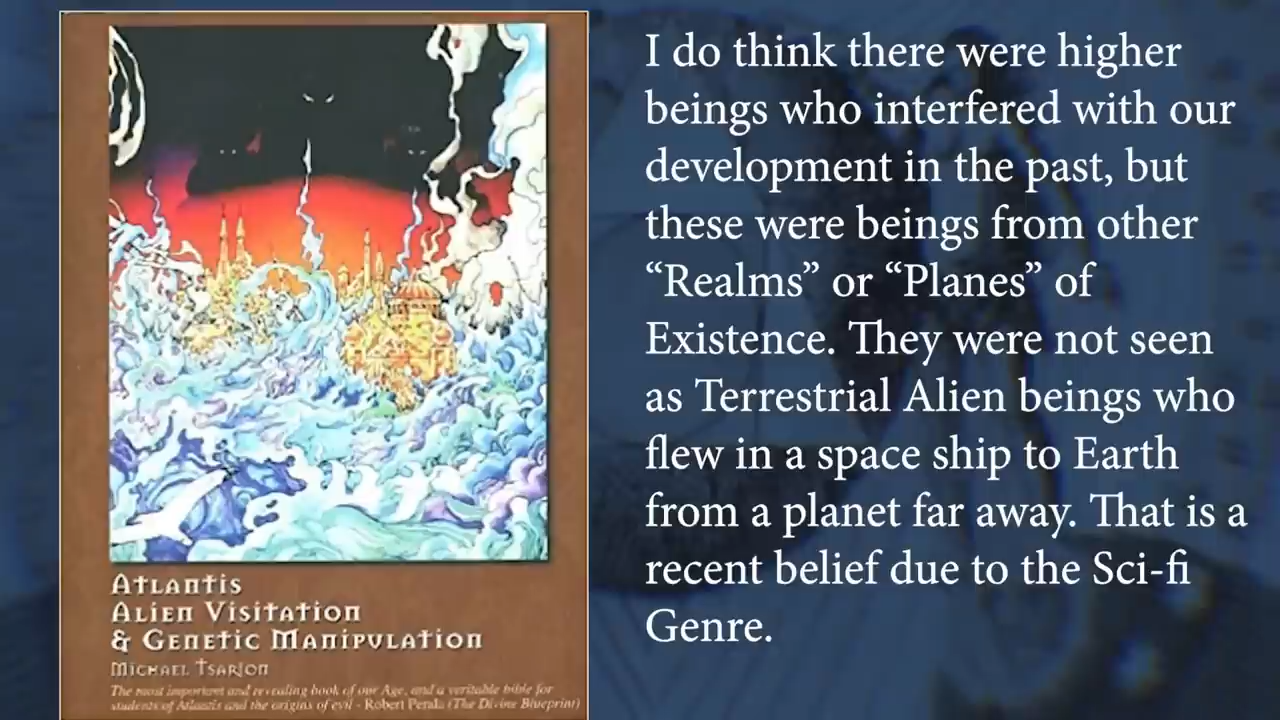 Atlantis
Alien Visitation
& Genetic Manipulation
Michael Tsarion
The most important and revealing book of our Age, and a veritable bible for
students of Atlantis and the origins of evil - Robert Perala (The Divine Blueprint)
I do think there were higher
beings who interfered with our
development in the past, but
these were beings from other
“Realms” or “Planes” of
Existence. They were not seen
as Terrestrial Alien beings who
flew in a space ship to Earth
from a planet far away. That is a
recent belief due to the Sci-fi
Genre.